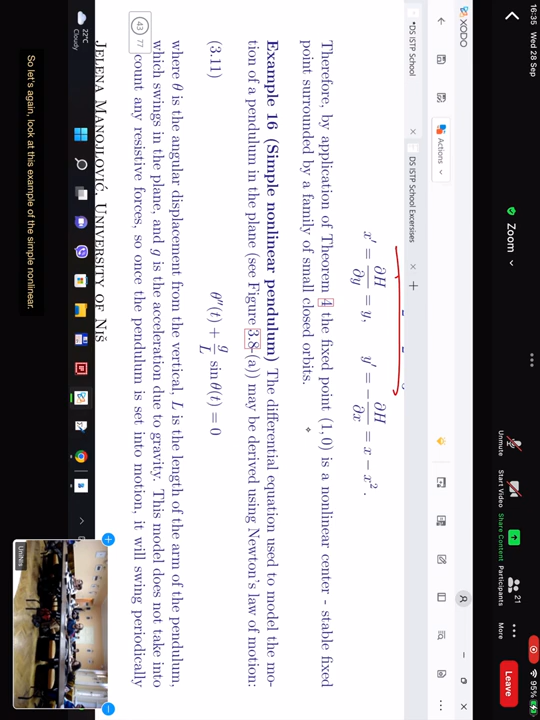 16:35 Wed 28 Sep
95%
Zoom
Unmute
Start Video
Share Content
21
Participants
More
Leave
XODO
Actions
*DS ISTP School
DS ISTP School Excersises
x′ = ∂H/∂y = y,   y′ = −∂H/∂x = x − x².
Therefore, by application of Theorem 4 the fixed point (1, 0) is a nonlinear center - stable fixed
point surrounded by a family of small closed orbits.
Example 16 (Simple nonlinear pendulum) The differential equation used to model the mo-
tion of a pendulum in the plane (see Figure 3.8-(a)) may be derived using Newton's law of motion:
(3.11)   θ″(t) + g/L sin θ(t) = 0
where θ is the angular displacement from the vertical, L is the length of the arm of the pendulum,
which swings in the plane, and g is the acceleration due to gravity. This model does not take into
count any resistive forces, so once the pendulum is set into motion, it will swing periodically
43 77
22°C
Cloudy
JELENA MANOJLOVIĆ, UNIVERSITY OF NIŠ
UniNis
So let's again, look at this example of the simple nonlinear.